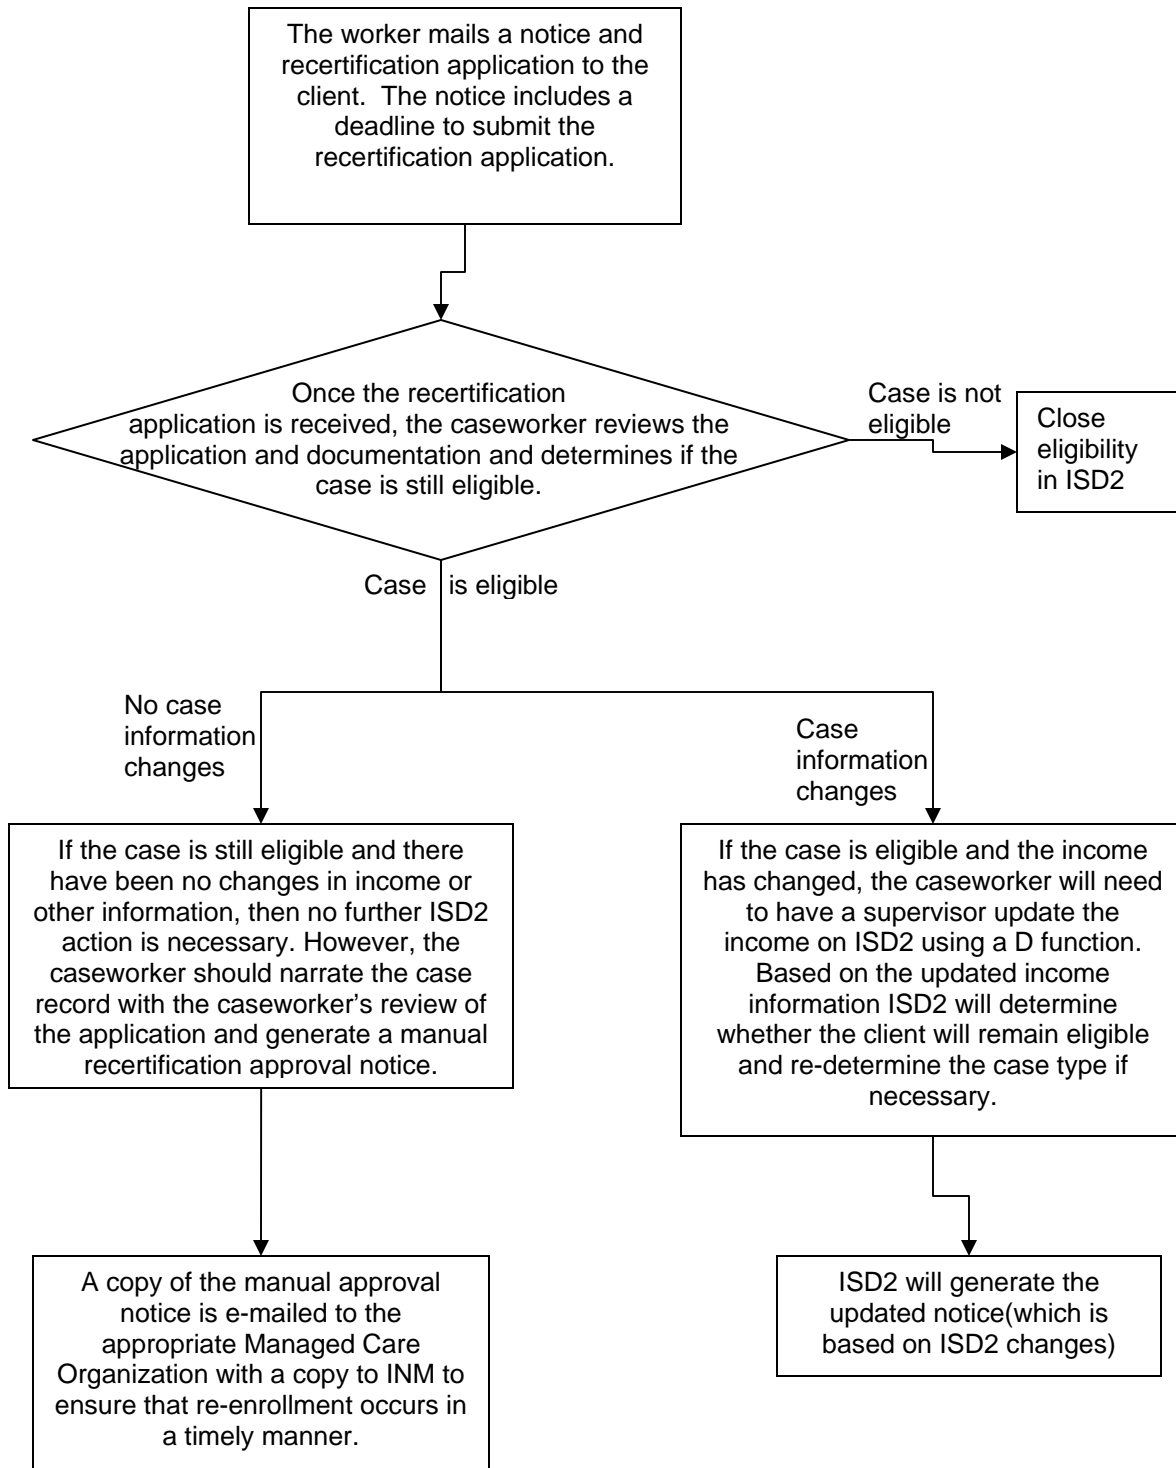 The worker mails a notice and
recertification application to the
client.  The notice includes a
deadline to submit the
recertification application.
Once the recertification
application is received, the caseworker reviews the
application and documentation and determines if the
case is still eligible.
Case is not
eligible
Close
eligibility
in ISD2
Case is eligible
No case
information
changes
Case
information
changes
If the case is still eligible and there
have been no changes in income or
other information, then no further ISD2
action is necessary. However, the
caseworker should narrate the case
record with the caseworker's review of
the application and generate a manual
recertification approval notice.
If the case is eligible and the income
has changed, the caseworker will need
to have a supervisor update the
income on ISD2 using a D function.
Based on the updated income
information ISD2 will determine
whether the client will remain eligible
and re-determine the case type if
necessary.
A copy of the manual approval
notice is e-mailed to the
appropriate Managed Care
Organization with a copy to INM to
ensure that re-enrollment occurs in
a timely manner.
ISD2 will generate the
updated notice(which is
based on ISD2 changes)